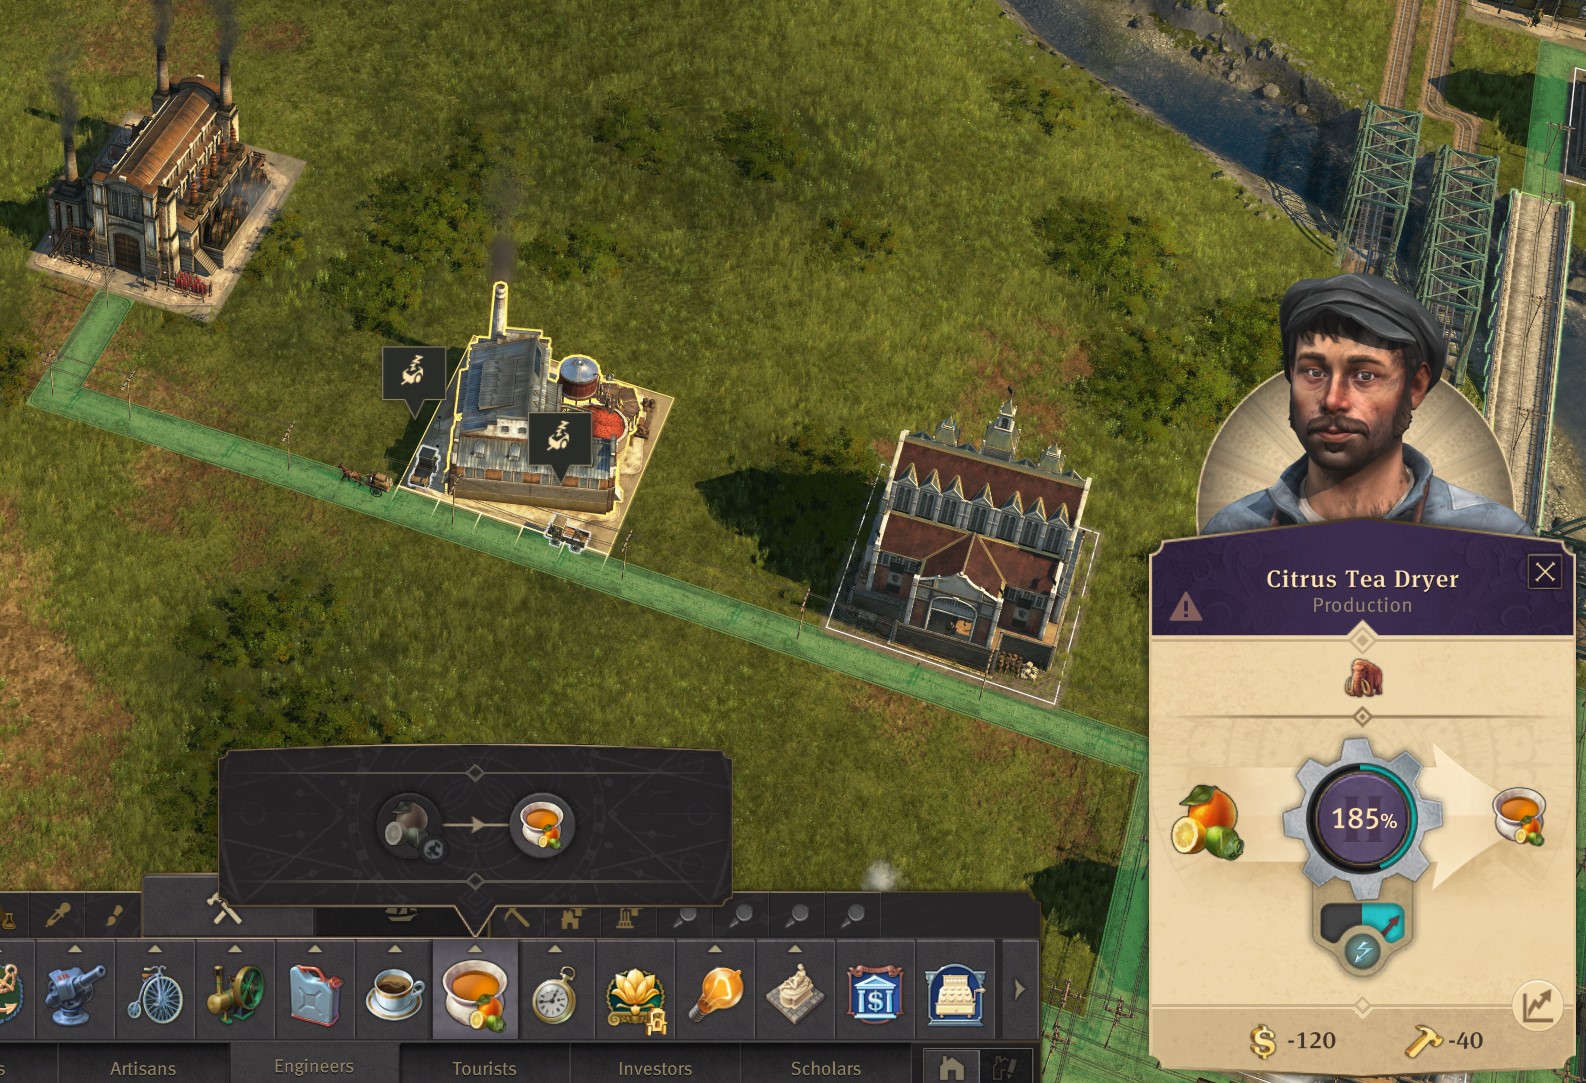 Citrus Tea Dryer
Production
185%
-120
-40
Artisans
Engineers
Tourists
Investors
Scholars